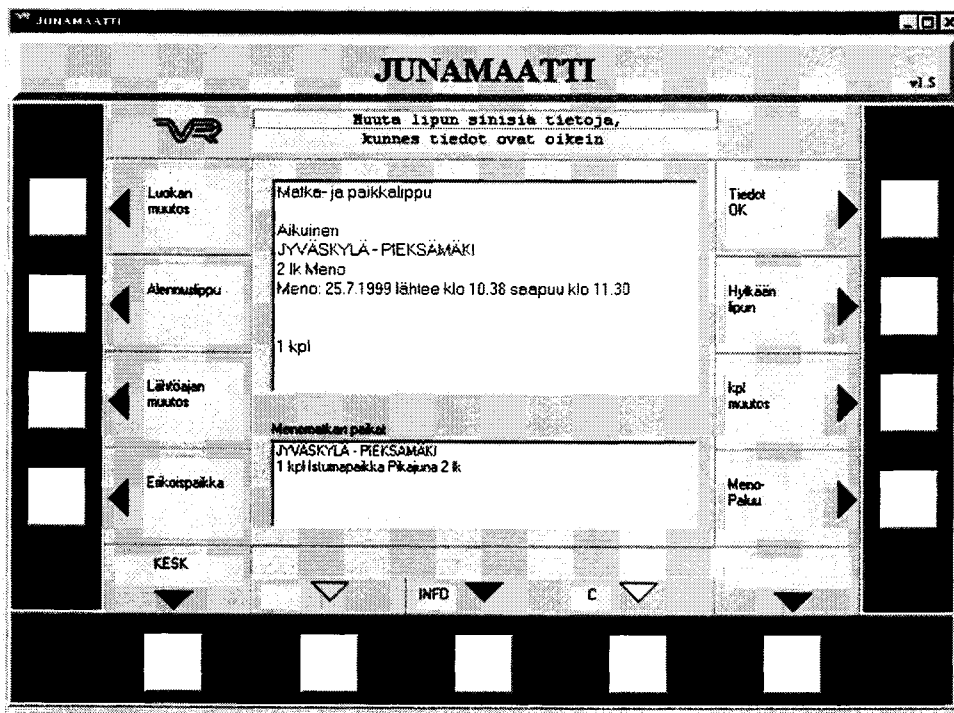 VR JUNAMAATTI
JUNAMAATTI
v1.5
VR
Muuta lipun sinisiä tietoja,
kunnes tiedot ovat oikein
Luokan
muutos
Alennuslippu
Lähtöajan
muutos
Erikoispaikka
Matka- ja paikkalippu
Aikuinen
JYVÄSKYLÄ - PIEKSÄMÄKI
2 lk Meno
Meno: 25.7.1999 lähtee klo 10.38 saapuu klo 11.30
1 kpl
Menomatkan paikat
JYVÄSKYLÄ - PIEKSÄMÄKI
1 kpl Istumapaikka Pikajuna 2 lk
Tiedot
OK
Hylkään
lipun
kpl
muutos
Meno-
Paluu
KESK
INFO
C